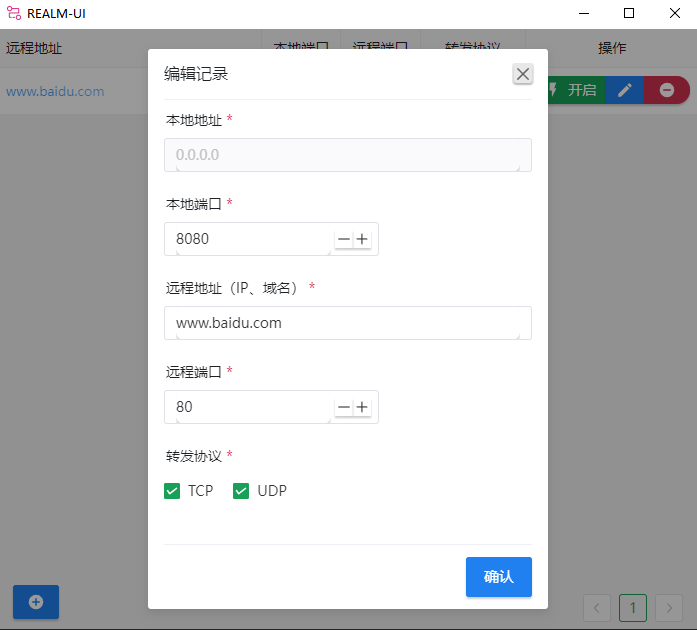 REALM-UI
远程地址 本地端口 远程端口 转发协议 操作
www.baidu.com 开启
编辑记录
本地地址 *
0.0.0.0
本地端口 *
8080
远程地址（IP、域名） *
www.baidu.com
远程端口 *
80
转发协议 *
TCP UDP
确认
1